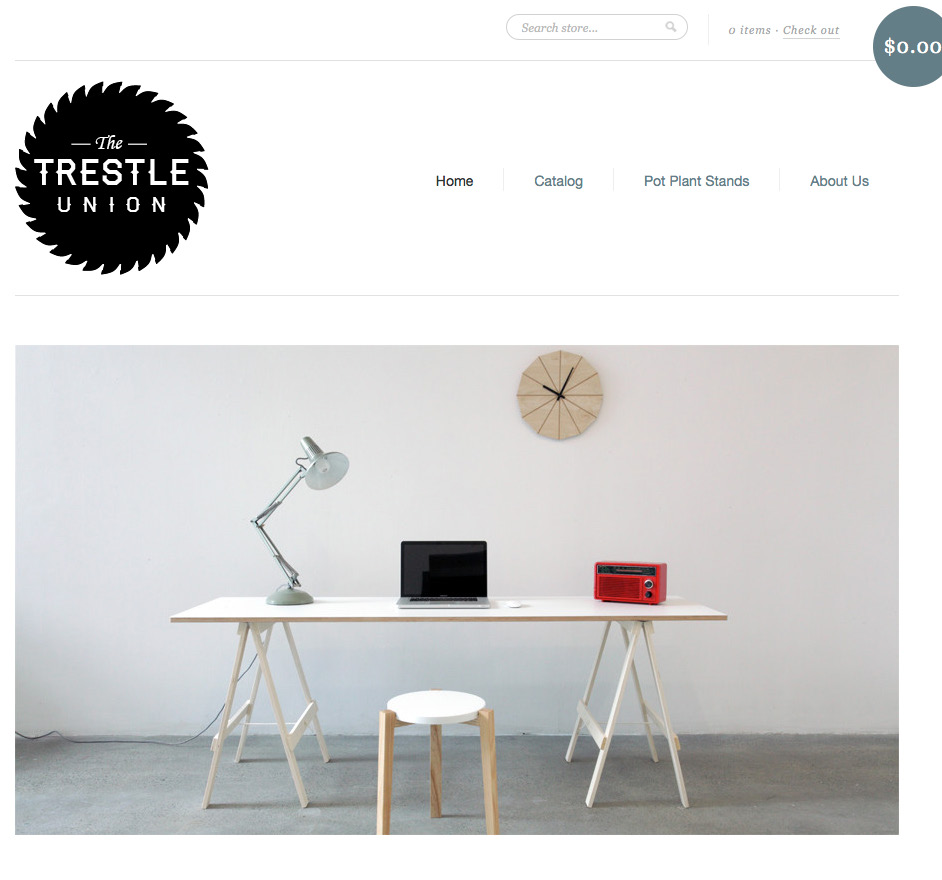 Search store...
0 items · Check out
$0.00
The
TRESTLE
UNION
Home
Catalog
Pot Plant Stands
About Us